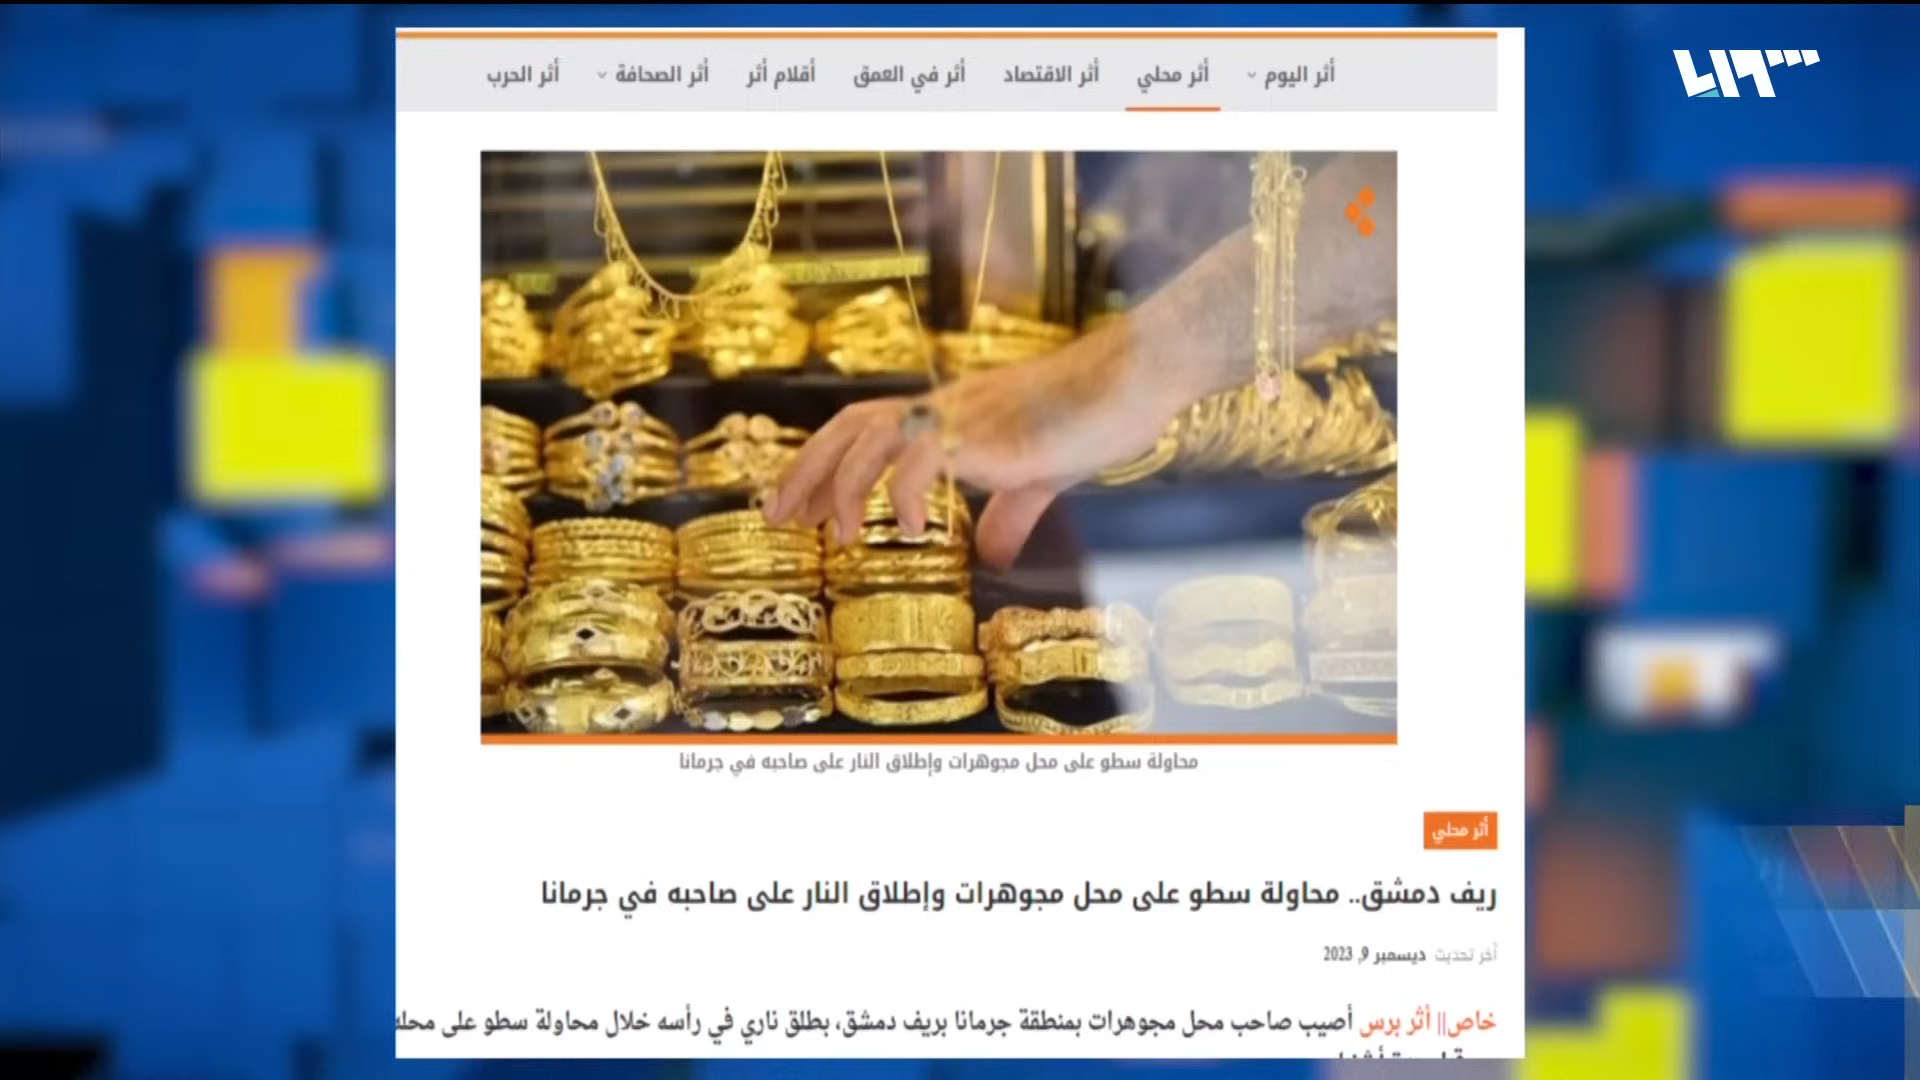 أثر اليوم أثر محلي أثر الاقتصاد أثر في العمق أقلام أثر أثر الصحافة أثر الحرب
محاولة سطو على محل مجوهرات وإطلاق النار على صاحبه في جرمانا
أثر محلي
ريف دمشق.. محاولة سطو على محل مجوهرات وإطلاق النار على صاحبه في جرمانا
آخر تحديث ديسمبر 9, 2023
خاص|| أثر برس أصيب صاحب محل مجوهرات بمنطقة جرمانا بريف دمشق، بطلق ناري في رأسه خلال محاولة سطو على محله